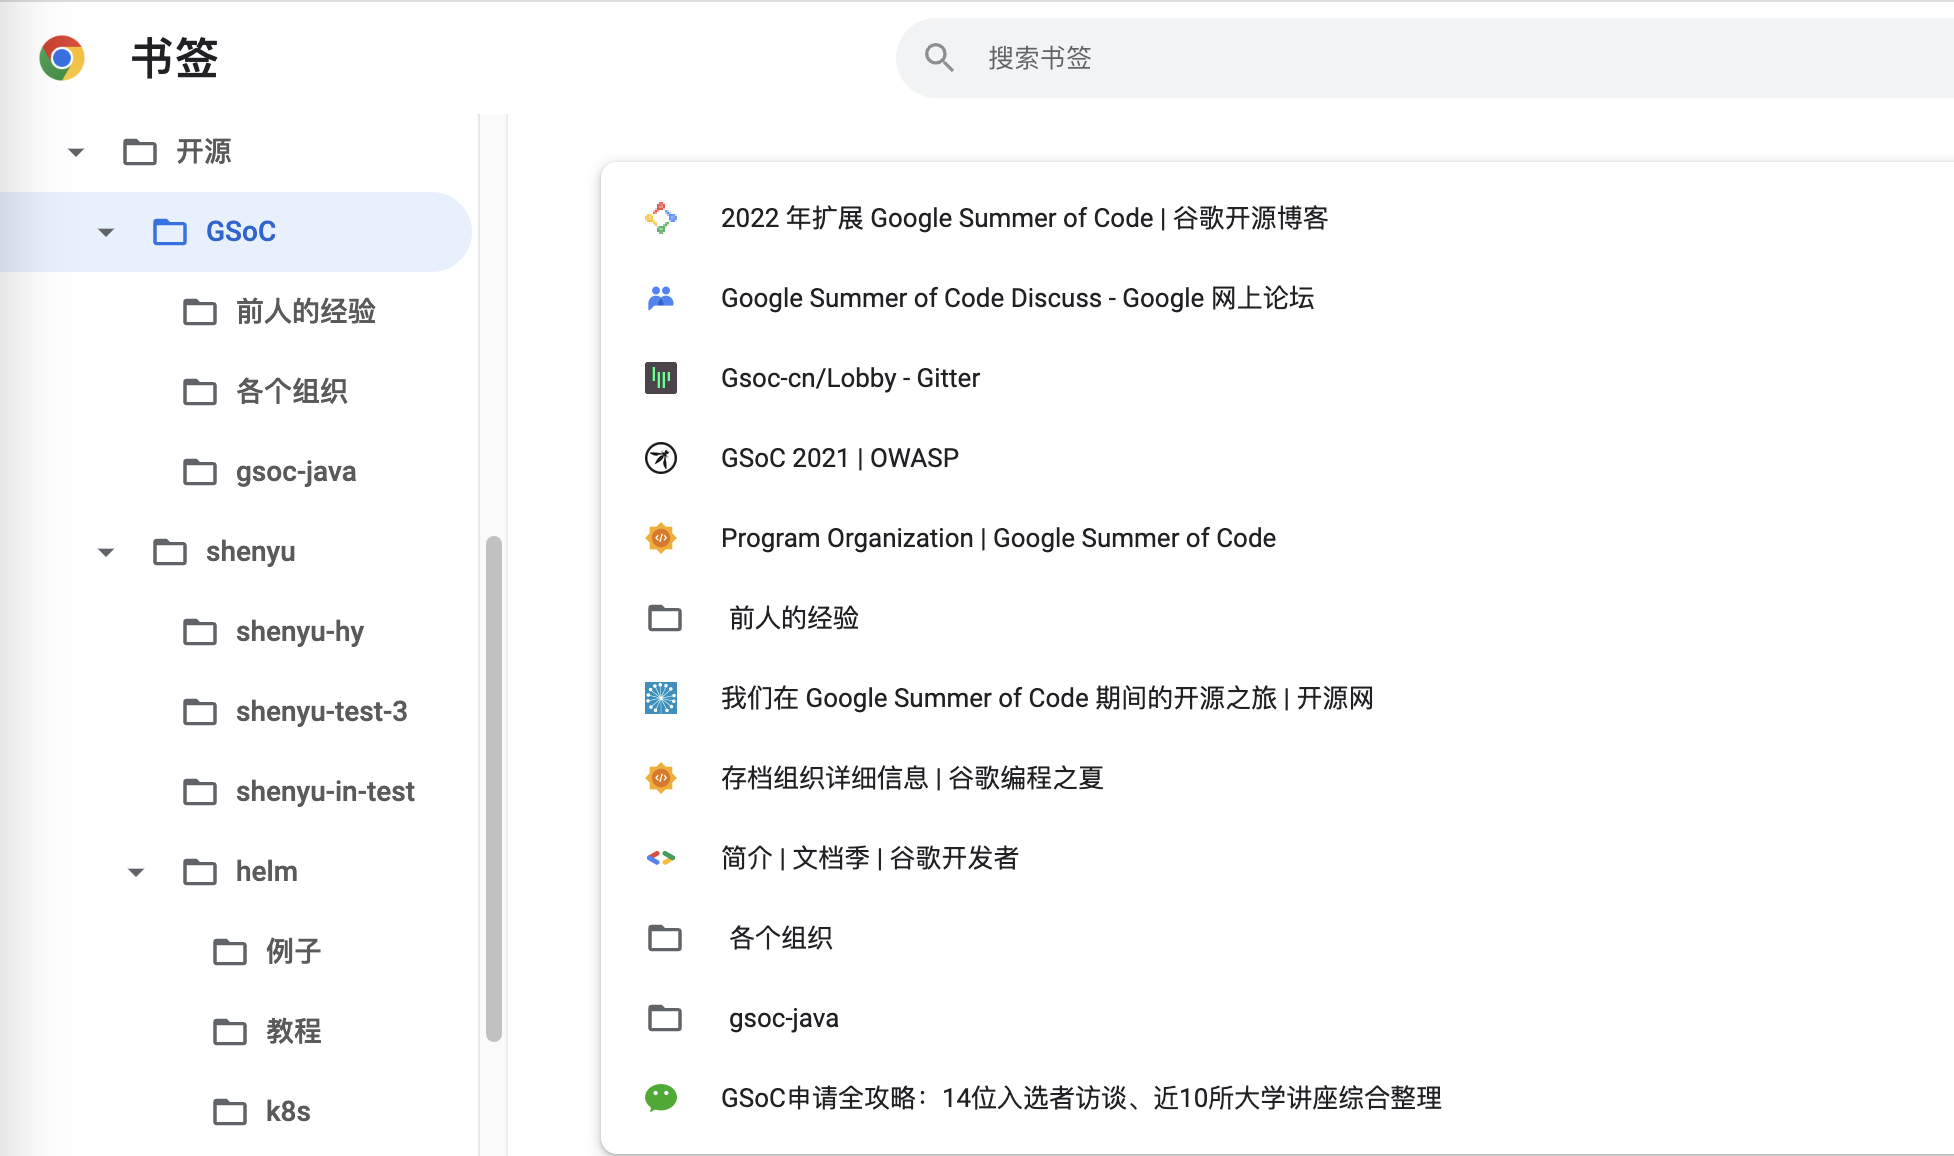 书签
搜索书签
开源
GSoC
前人的经验
各个组织
gsoc-java
shenyu
shenyu-hy
shenyu-test-3
shenyu-in-test
helm
例子
教程
k8s
2022 年扩展 Google Summer of Code | 谷歌开源博客
Google Summer of Code Discuss - Google 网上论坛
Gsoc-cn/Lobby - Gitter
GSoC 2021 | OWASP
Program Organization | Google Summer of Code
前人的经验
我们在 Google Summer of Code 期间的开源之旅 | 开源网
存档组织详细信息 | 谷歌编程之夏
简介 | 文档季 | 谷歌开发者
各个组织
gsoc-java
GSoC申请全攻略：14位入选者访谈、近10所大学讲座综合整理